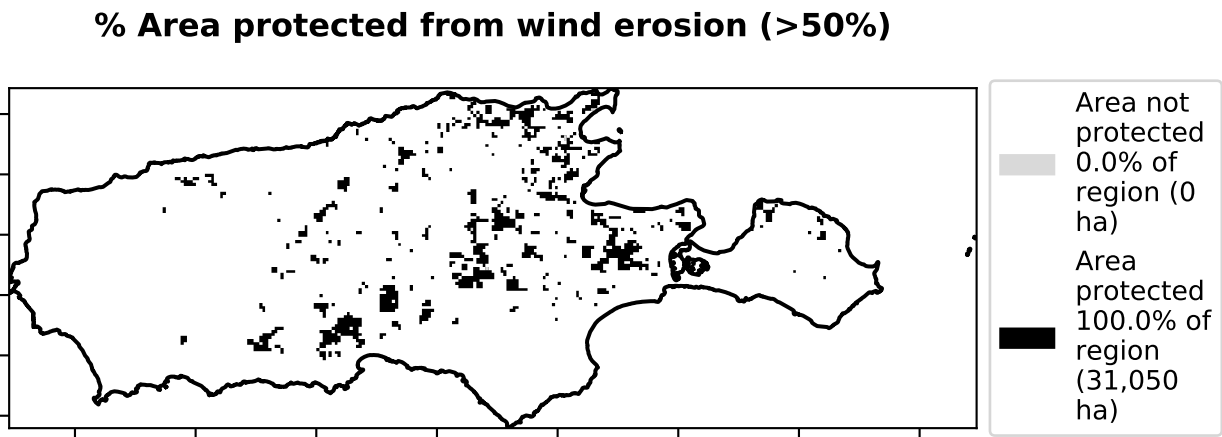 % Area protected from wind erosion (>50%)
Area not
protected
0.0% of
region (0
ha)
Area
protected
100.0% of
region
(31,050
ha)